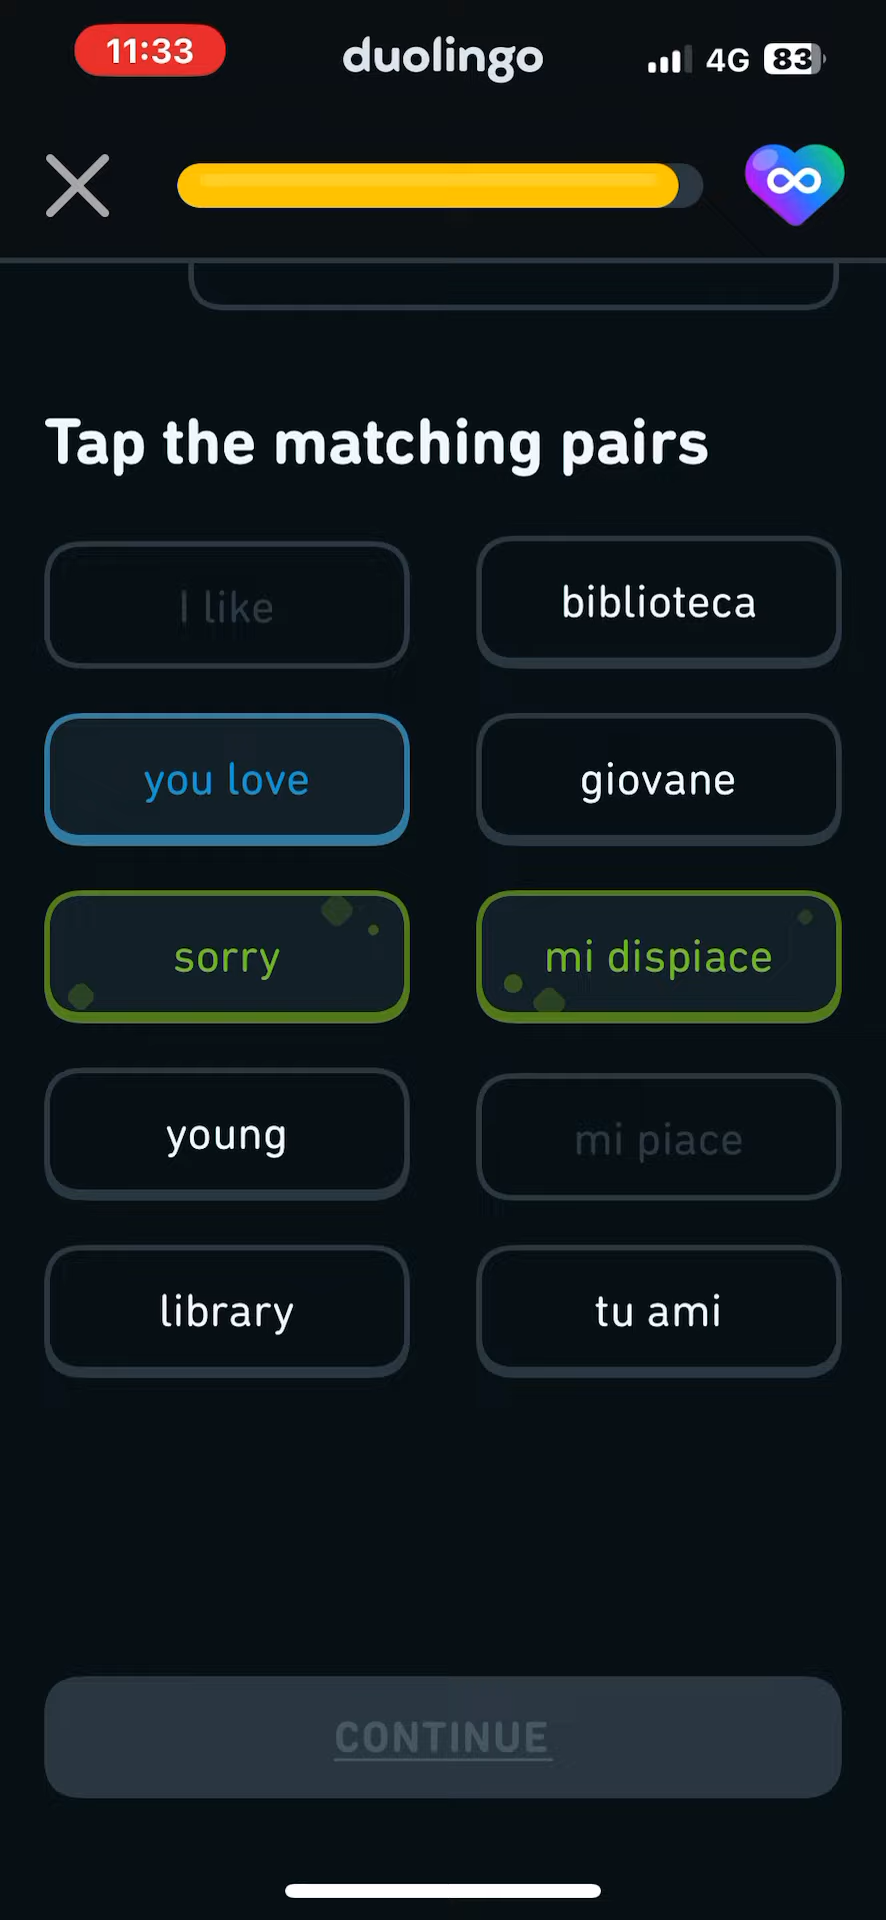 11:33 duolingo 4G 83
Tap the matching pairs
I like biblioteca
you love giovane
sorry mi dispiace
young mi piace
library tu ami
CONTINUE